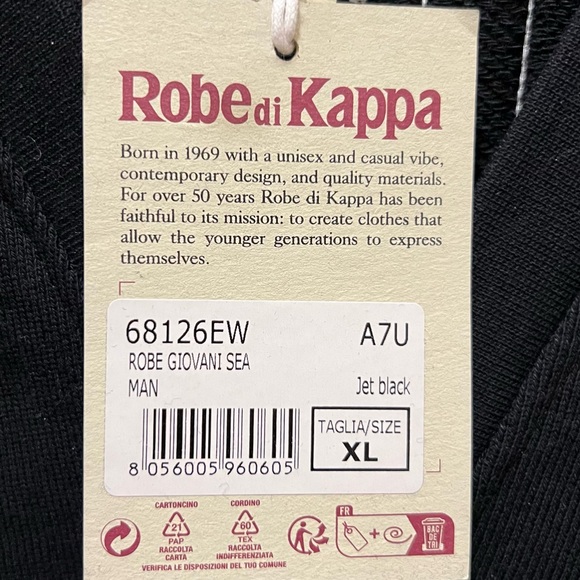 Robe di Kappa
Born in 1969 with a unisex and casual vibe,
contemporary design, and quality materials.
For over 50 years Robe di Kappa has been
faithful to its mission: to create clothes that
allow the younger generations to express
themselves.
68126EW A7U
ROBE GIOVANI SEA
MAN Jet black
TAGLIA/SIZE
XL
8 056005 960605
CARTONCINO
21
PAP
RACCOLTA
CARTA
CORDINO
60
TEX
RACCOLTA
INDIFFERENZIATA
VERIFICA LE DISPOSIZIONI DEL TUO COMUNE
FR
+
BAC
DE
TRI